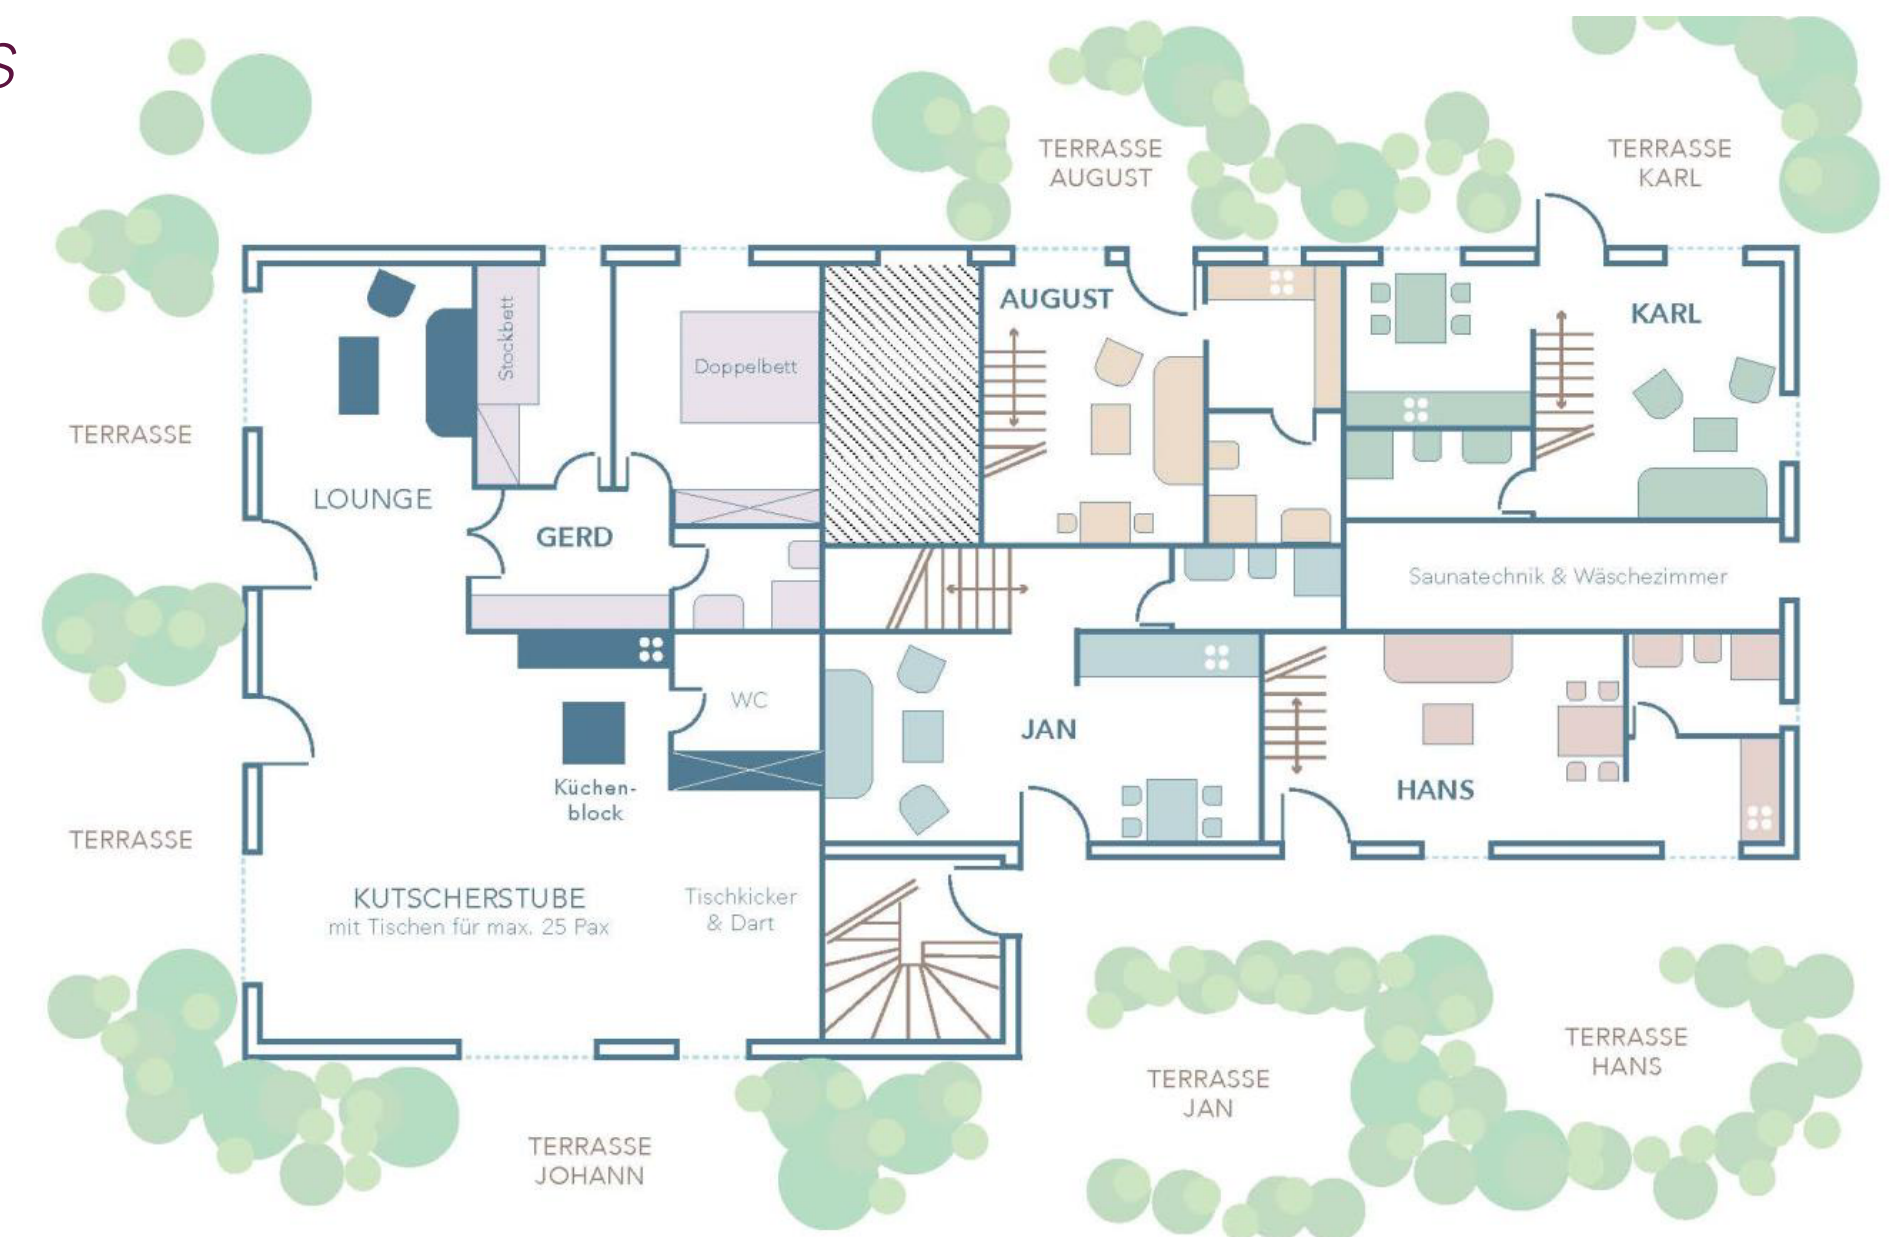 S
TERRASSE
AUGUST
TERRASSE
KARL
AUGUST
KARL
Stockbett
Doppelbett
TERRASSE
LOUNGE
GERD
Saunatechnik & Wäschezimmer
WC
JAN
HANS
Küchen-
block
TERRASSE
KUTSCHERSTUBE
mit Tischen für max. 25 Pax
Tischkicker
& Dart
TERRASSE
HANS
TERRASSE
JAN
TERRASSE
JOHANN